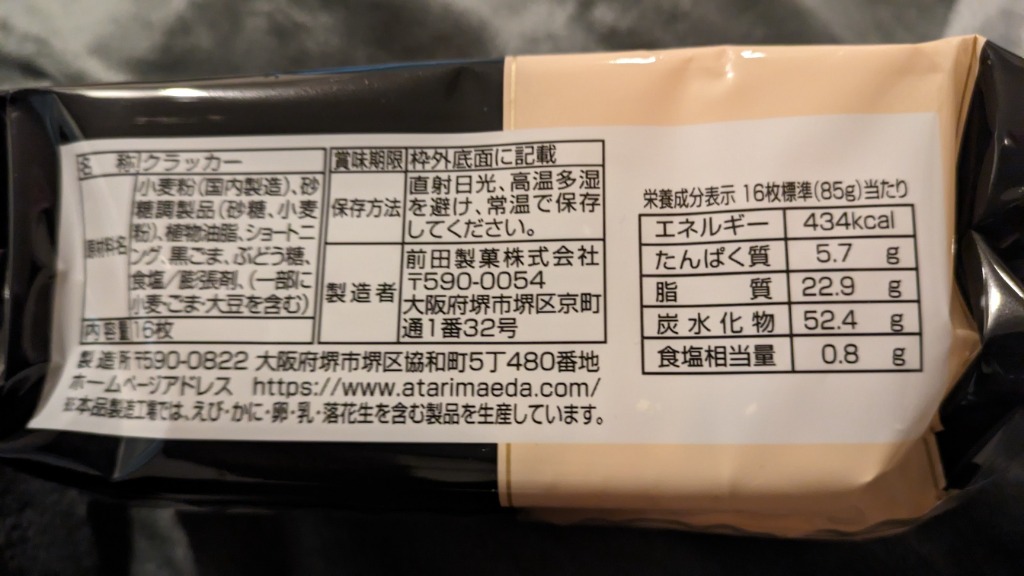 名称 クラッカー
原材料名 小麦粉(国内製造)、砂
糖調製品(砂糖、小麦
粉)、植物油脂、ショートニ
ング、黒ごま、ぶどう糖、
食塩/膨張剤、(一部に
小麦・ごま・大豆を含む)
内容量 16枚
賞味期限 枠外底面に記載
保存方法 直射日光、高温多湿
を避け、常温で保存
してください。
製造者 前田製菓株式会社
〒590-0054
大阪府堺市堺区京町
通1番32号
製造所 〒590-0822 大阪府堺市堺区協和町5丁480番地
ホームページアドレス https://www.atarimaeda.com/
※本品製造工場では、えび・かに・卵・乳・落花生を含む製品を生産しています。
栄養成分表示 16枚標準(85g)当たり
エネルギー 434kcal
たんぱく質 5.7 g
脂質 22.9 g
炭水化物 52.4 g
食塩相当量 0.8 g